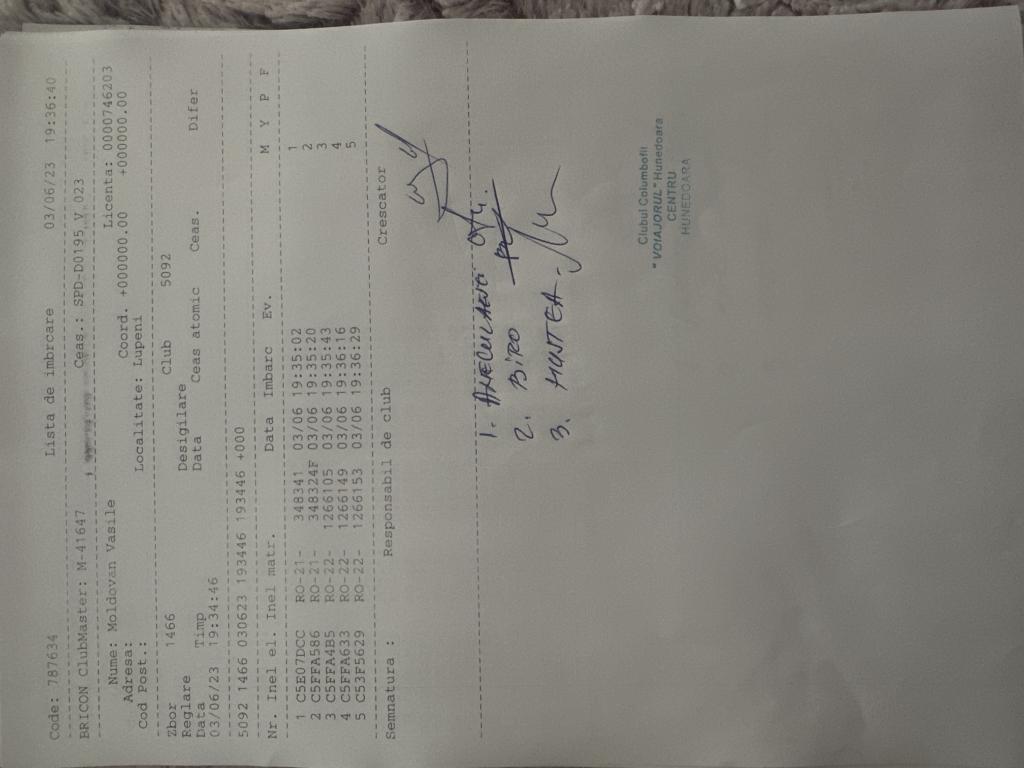 Code: 787634 Lista de imbrcare 03/06/23 19:36:40
BRICON ClubMaster: M-41647 Ceas.: SPD-D0195 V 023
Nume: Moldovan Vasile Licenta: 0000746203
Adresa: Coord. +000000.00 +000000.00
Cod Post.: Localitate: Lupeni
Zbor 1466 Club 5092
Reglare Desigilare
Data Timp Data Ceas atomic Ceas. Difer
03/06/23 19:34:46
5092 1466 030623 193446 193446 +000
Nr. Inel el. Inel matr. Data Imbarc Ev. M Y P F
1 C5E07DCC RO-21- 348341 03/06 19:35:02 1
2 C5FFA586 RO-21- 348324F 03/06 19:35:20 2
3 C5FFA4B5 RO-22- 1266105 03/06 19:35:43 3
4 C5FFA633 RO-22- 1266149 03/06 19:36:16 4
5 C53F5629 RO-22- 1266153 03/06 19:36:29 5
Semnatura : Responsabil de club Crescator
1.
2. BIRO
3. MUNTEA
Clubul Columbofil
"VOIAJORUL" Hunedoara
CENTRU
HUNEDOARA